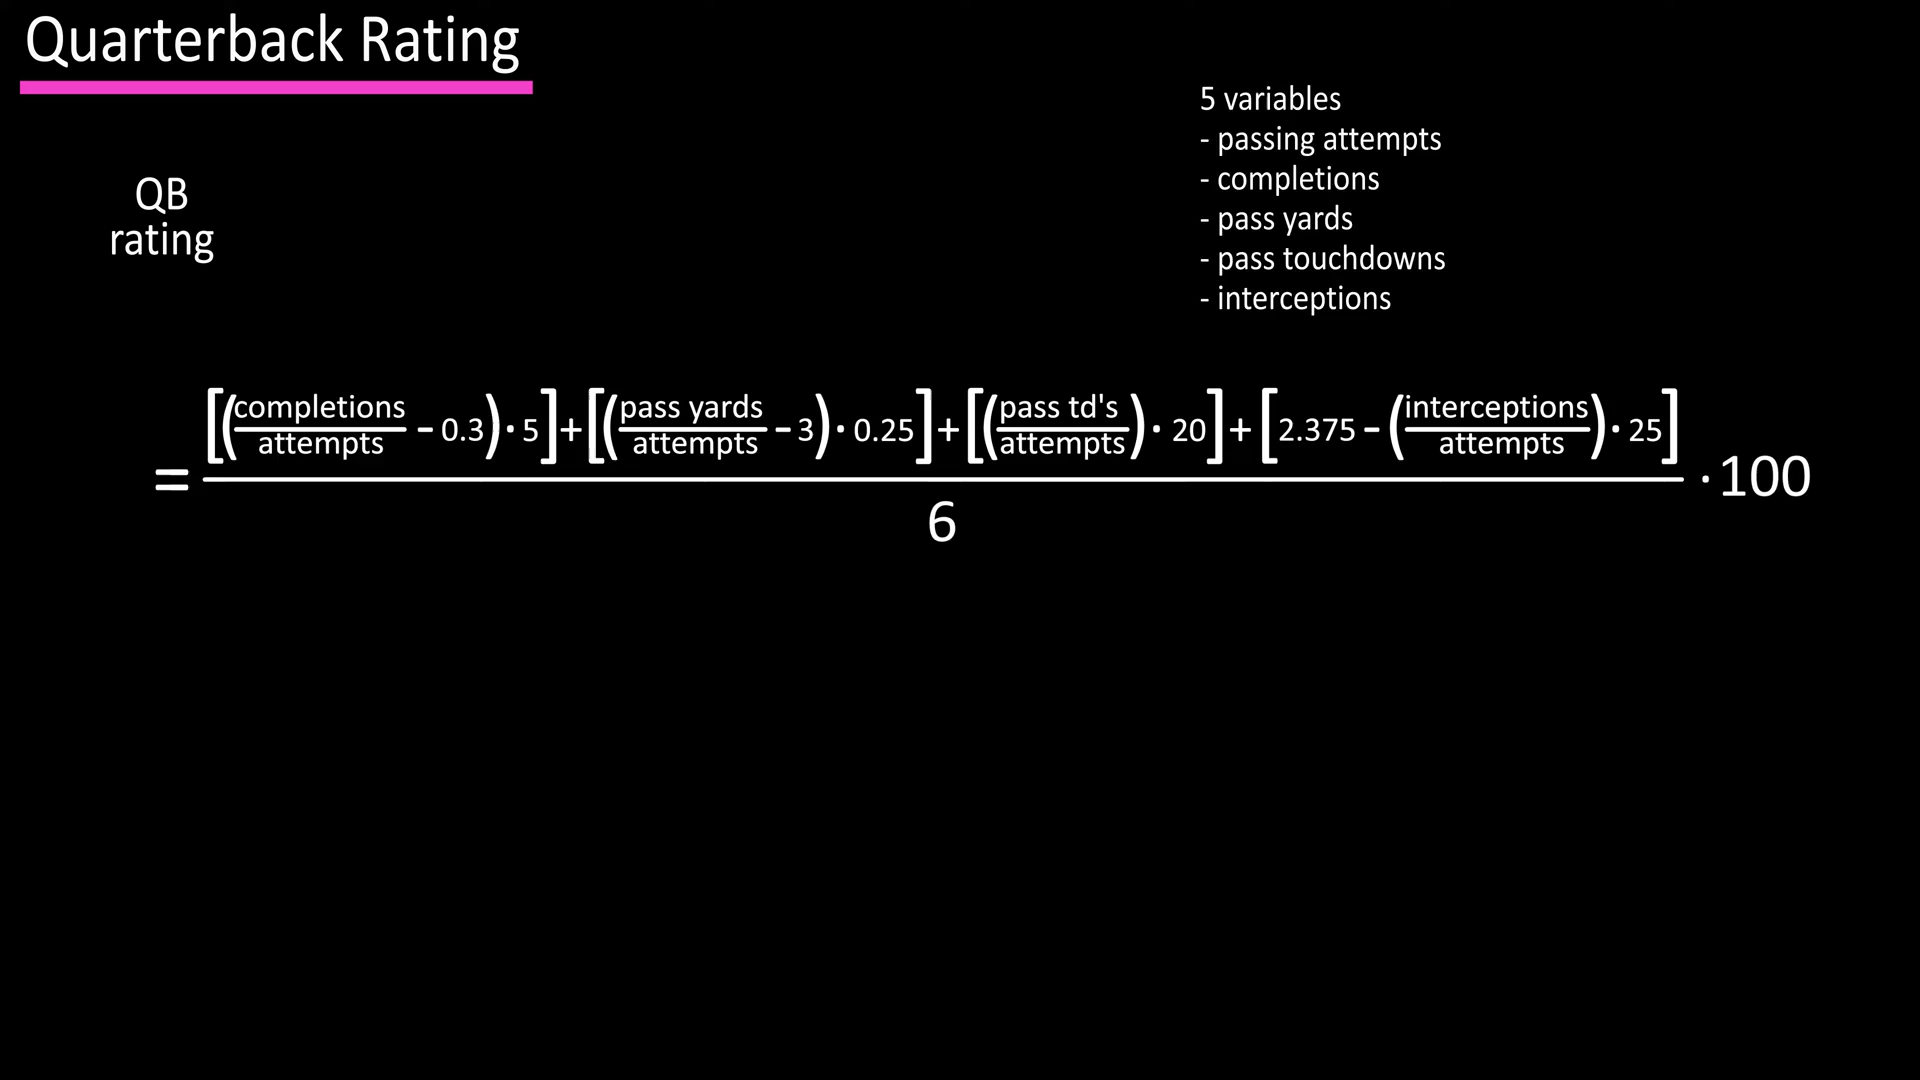 Quarterback Rating
5 variables
- passing attempts
- completions
- pass yards
- pass touchdowns
- interceptions
QB
rating
= [(completions/attempts - 0.3) · 5] + [(pass yards/attempts - 3) · 0.25] + [(pass td's/attempts) · 20] + [2.375 - (interceptions/attempts) · 25] · 100
6